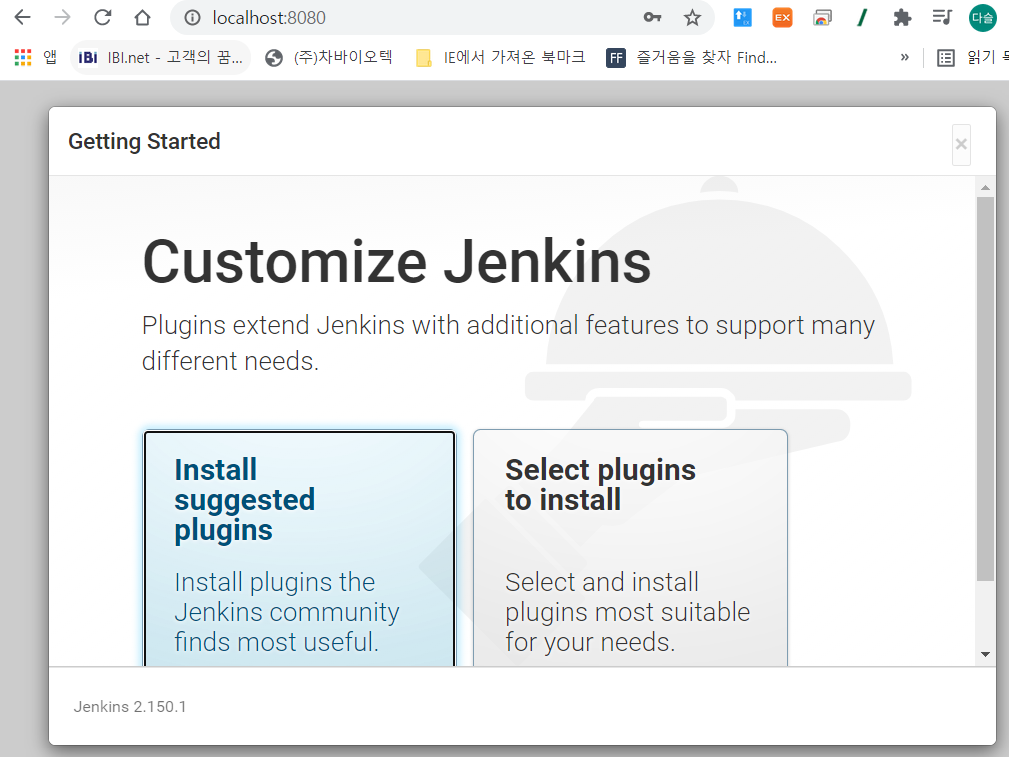 localhost:8080
EX
다슬
앱
IBI IBI.net - 고객의 꿈...
(주)차바이오텍
IE에서 가져온 북마크
FF 즐거움을 찾자 Find...
»
읽기
Getting Started
×
Customize Jenkins
Plugins extend Jenkins with additional features to support many
different needs.
Install
suggested
plugins
Install plugins the
Jenkins community
finds most useful.
Select plugins
to install
Select and install
plugins most suitable
for your needs.
Jenkins 2.150.1